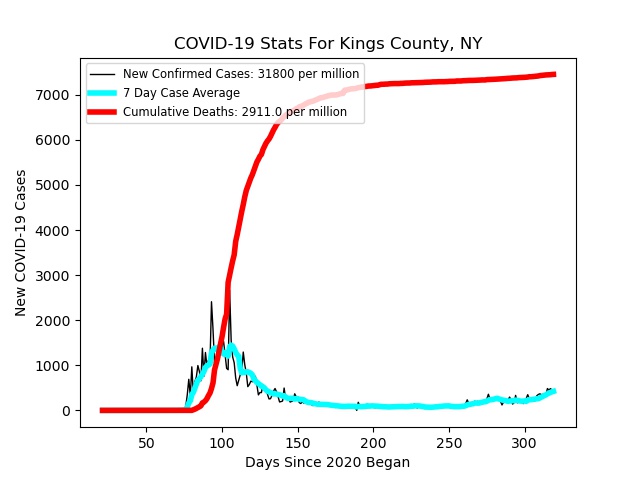 COVID-19 Stats For Kings County, NY
New Confirmed Cases: 31800 per million
7 Day Case Average
Cumulative Deaths: 2911.0 per million
7000
6000
5000
4000
3000
2000
1000
0
New COVID-19 Cases
50 100 150 200 250 300
Days Since 2020 Began